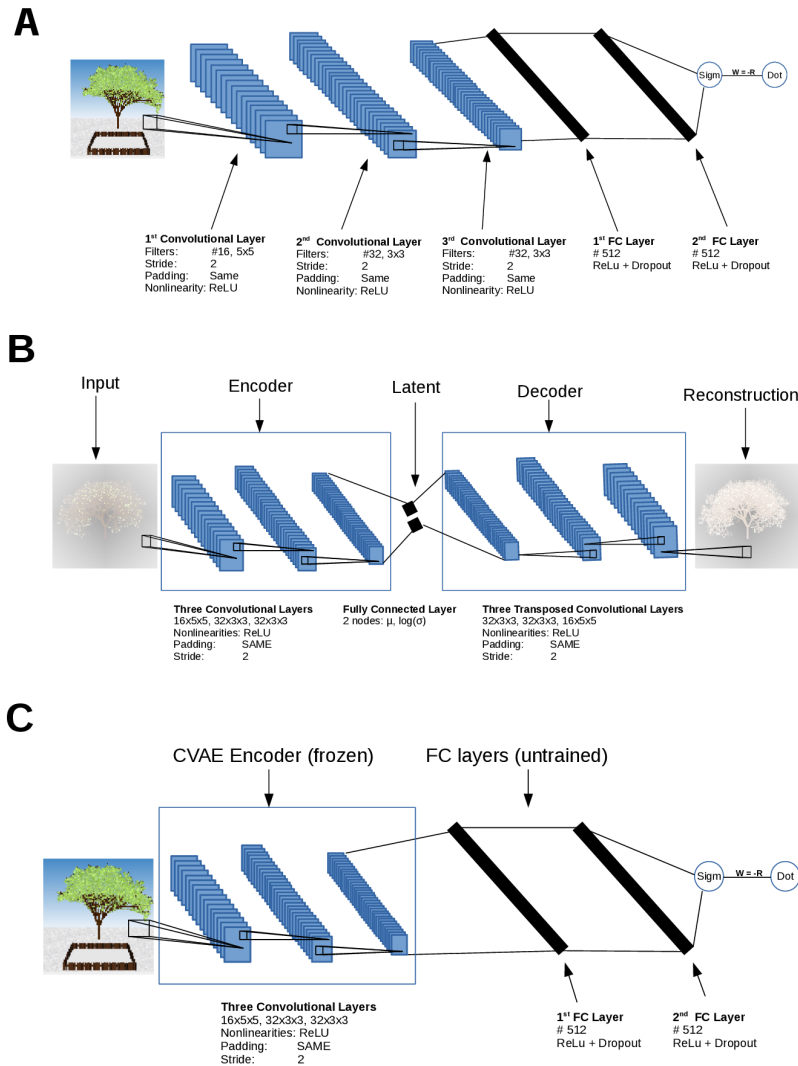 A
Sigm
W = -R
Dot
1st Convolutional Layer
Filters: #16, 5x5
Stride: 2
Padding: Same
Nonlinearity: ReLU
2nd Convolutional Layer
Filters: #32, 3x3
Stride: 2
Padding: Same
Nonlinearity: ReLU
3rd Convolutional Layer
Filters: #32, 3x3
Stride: 2
Padding: Same
Nonlinearity: ReLU
1st FC Layer
# 512
ReLu + Dropout
2nd FC Layer
# 512
ReLu + Dropout
B
Input
Encoder
Latent
Decoder
Reconstruction
Three Convolutional Layers
16x5x5, 32x3x3, 32x3x3
Nonlinearities: ReLU
Padding: SAME
Stride: 2
Fully Connected Layer
2 nodes: μ, log(σ)
Three Transposed Convolutional Layers
32x3x3, 32x3x3, 16x5x5
Nonlinearities: ReLU
Padding: SAME
Stride: 2
C
CVAE Encoder (frozen)
FC layers (untrained)
Sigm
W = -R
Dot
Three Convolutional Layers
16x5x5, 32x3x3, 32x3x3
Nonlinearities: ReLU
Padding: SAME
Stride: 2
1st FC Layer
# 512
ReLu + Dropout
2nd FC Layer
# 512
ReLu + Dropout